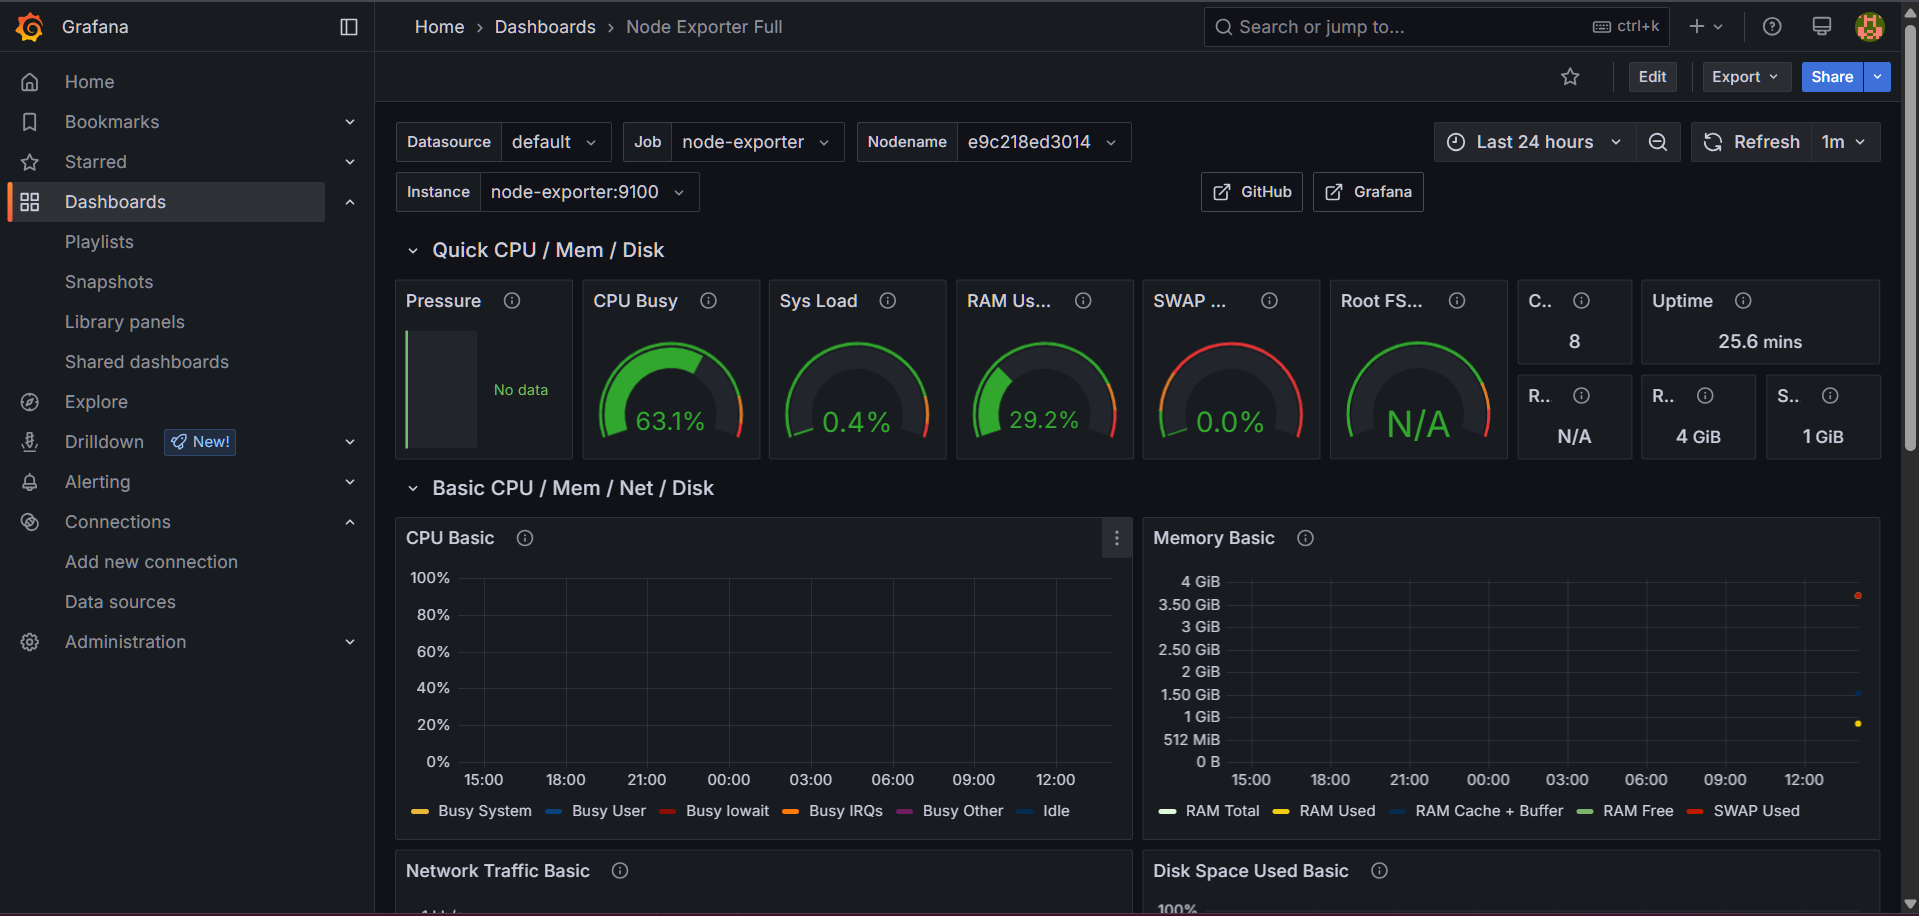 Grafana
Home
Bookmarks
Starred
Dashboards
Playlists
Snapshots
Library panels
Shared dashboards
Explore
Drilldown New!
Alerting
Connections
Add new connection
Data sources
Administration
Home › Dashboards › Node Exporter Full
Search or jump to... ctrl+k
Edit Export Share
Datasource default Job node-exporter Nodename e9c218ed3014
Last 24 hours Refresh 1m
Instance node-exporter:9100
GitHub Grafana
Quick CPU / Mem / Disk
Pressure
No data
CPU Busy
63.1%
Sys Load
0.4%
RAM Us...
29.2%
SWAP ...
0.0%
Root FS...
N/A
C..
8
Uptime
25.6 mins
R..
N/A
R..
4 GiB
S..
1 GiB
Basic CPU / Mem / Net / Disk
CPU Basic
100%
80%
60%
40%
20%
0%
15:00 18:00 21:00 00:00 03:00 06:00 09:00 12:00
Busy System Busy User Busy Iowait Busy IRQs Busy Other Idle
Memory Basic
4 GiB
3.50 GiB
3 GiB
2.50 GiB
2 GiB
1.50 GiB
1 GiB
512 MiB
0 B
15:00 18:00 21:00 00:00 03:00 06:00 09:00 12:00
RAM Total RAM Used RAM Cache + Buffer RAM Free SWAP Used
Network Traffic Basic
Disk Space Used Basic
100%